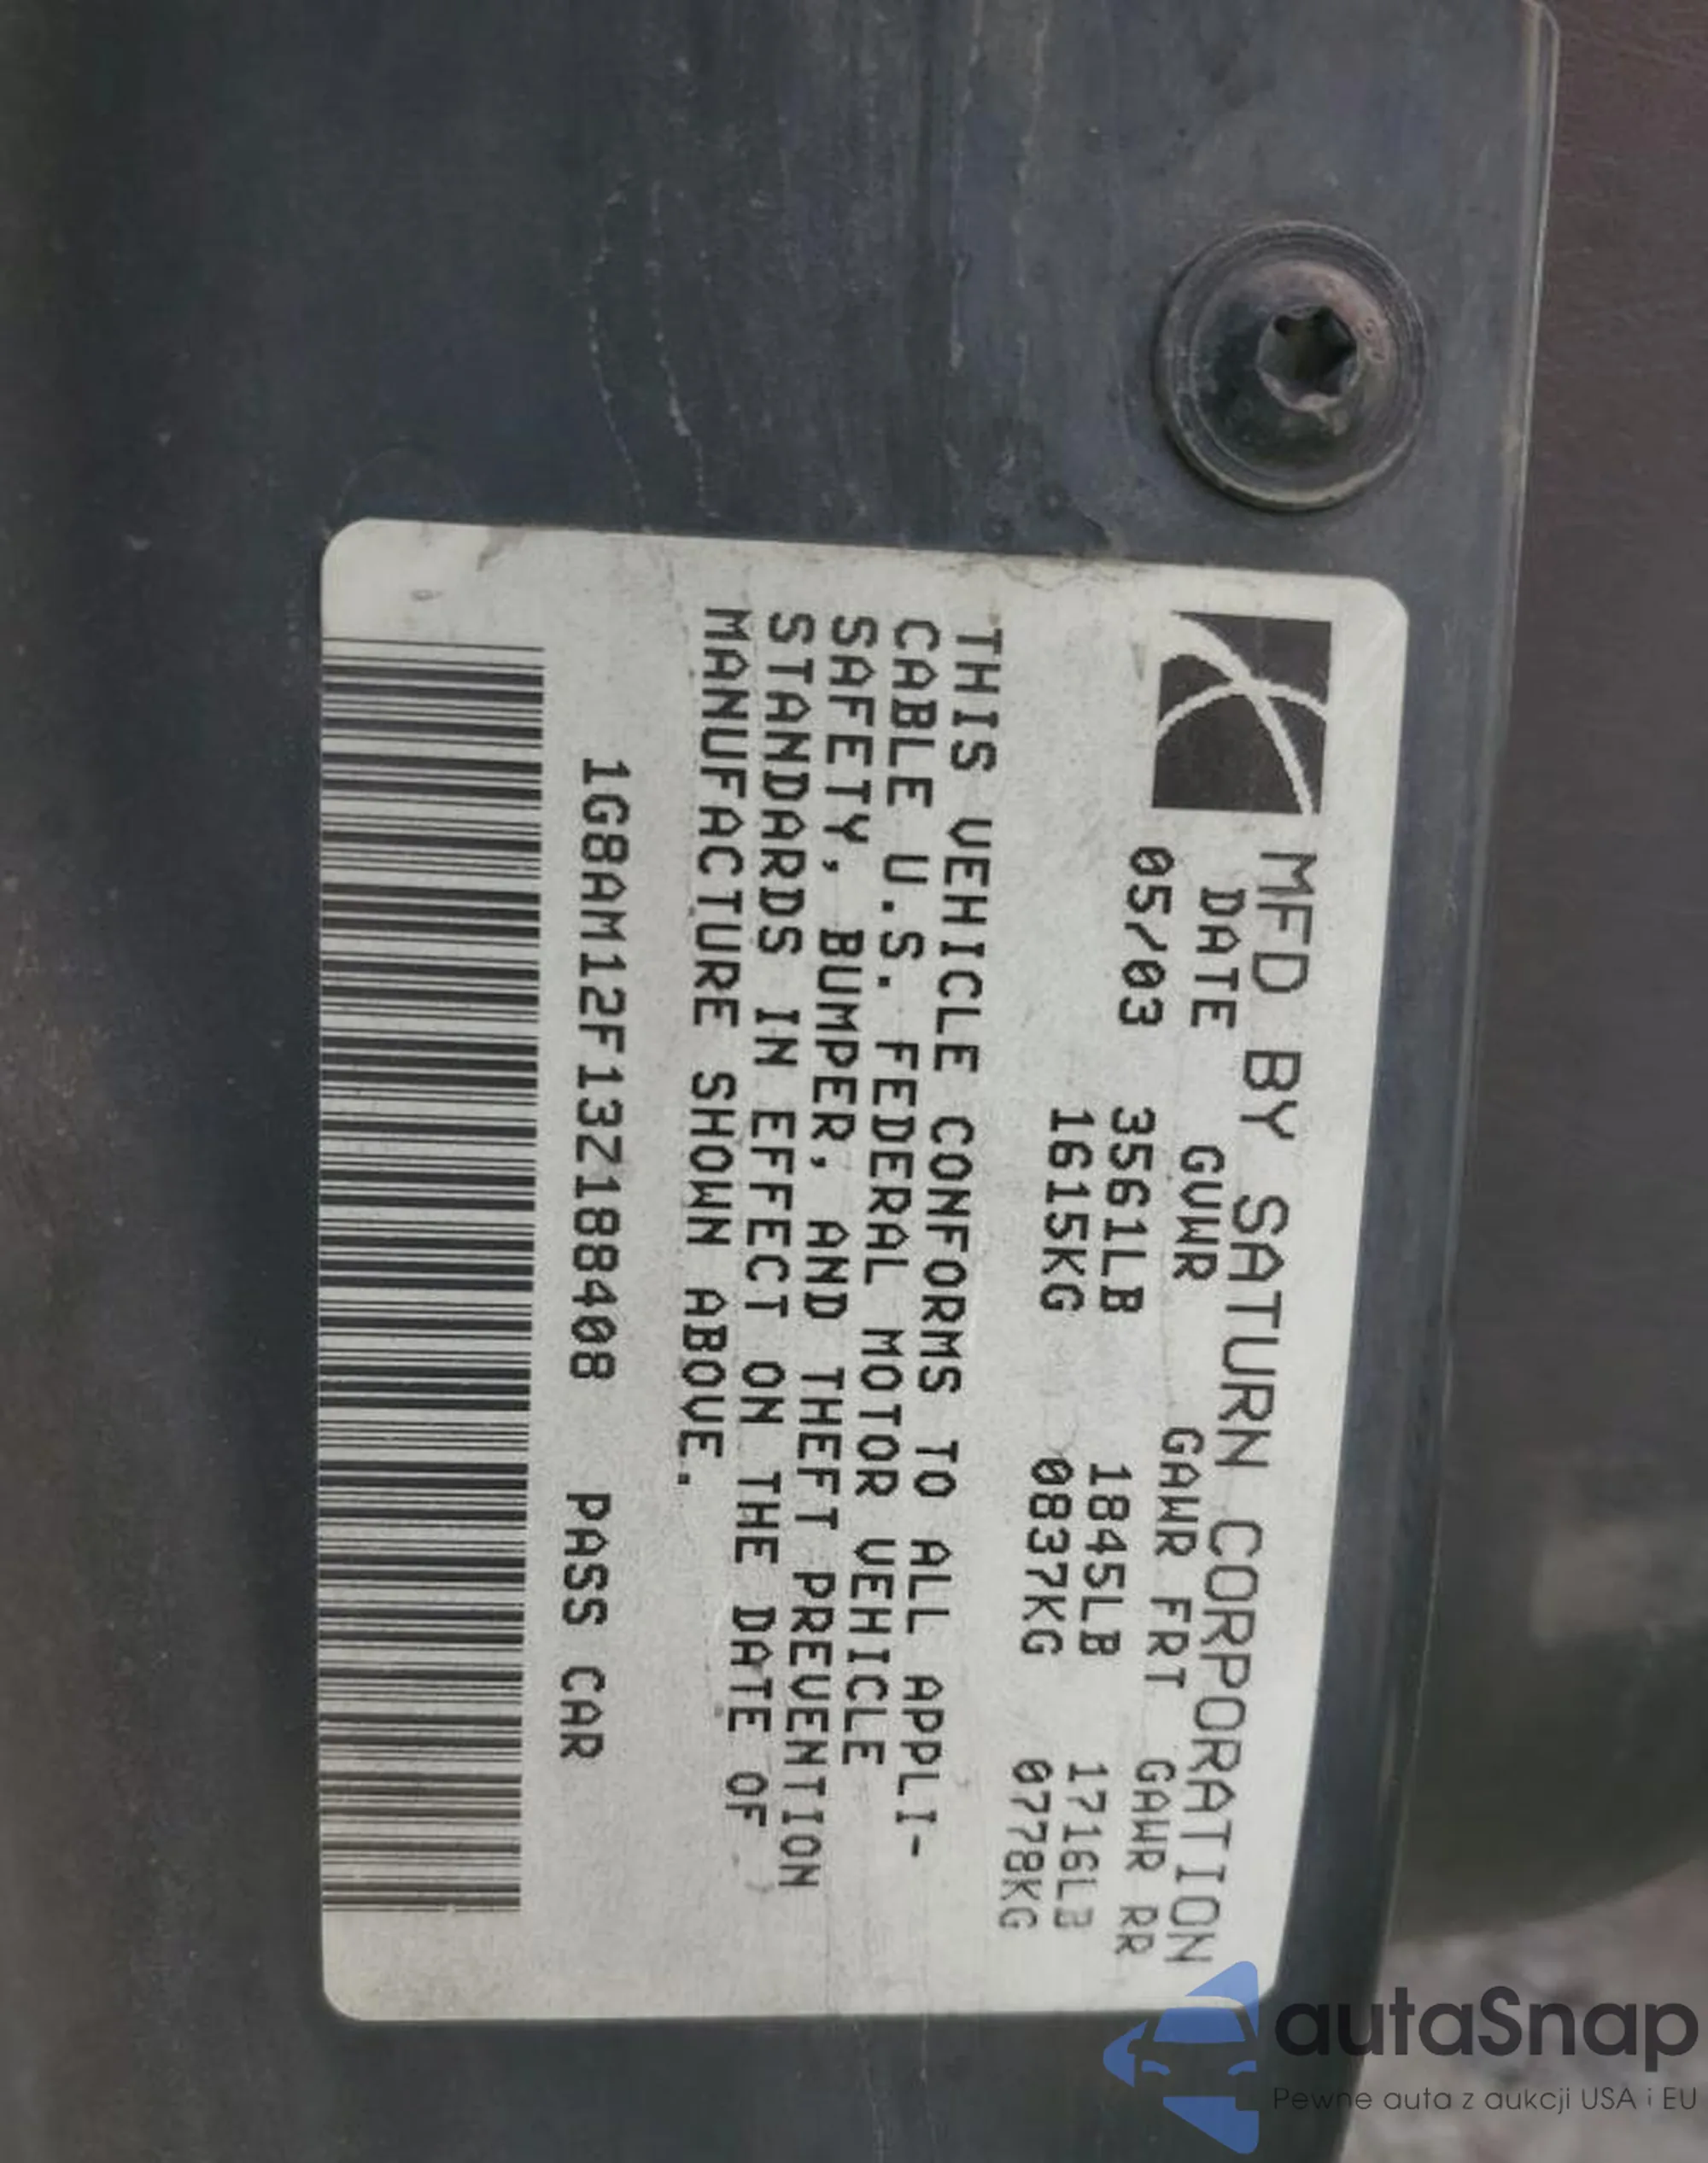 MFD BY SATURN CORPORATION
DATE GVWR GAWR FRT GAWR RR
05/03 3561LB 1845LB 1716LB
1615KG 0837KG 0778KG
THIS VEHICLE CONFORMS TO ALL APPLI-
CABLE U.S. FEDERAL MOTOR VEHICLE
SAFETY, BUMPER, AND THEFT PREVENTION
STANDARDS IN EFFECT ON THE DATE OF
MANUFACTURE SHOWN ABOVE.
1G8AM12F13Z188408 PASS CAR
autaSnap
Pewne auta z aukcji USA i EU